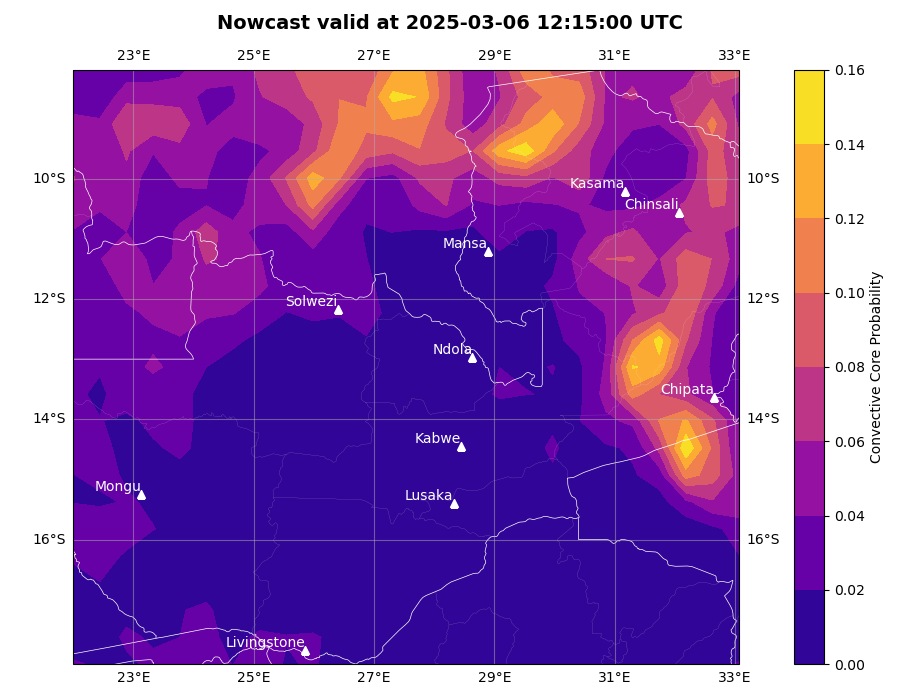 Nowcast valid at 2025-03-06 12:15:00 UTC
23°E 25°E 27°E 29°E 31°E 33°E
0.16
0.14
10°S Kasama 10°S
Chinsali
0.12
Mansa
12°S Solwezi 12°S
0.10
Ndola
0.08
Chipata
14°S 14°S
Kabwe
0.06
Mongu Lusaka
0.04
16°S 16°S
0.02
Livingstone
0.00
23°E 25°E 27°E 29°E 31°E 33°E
Convective Core Probability